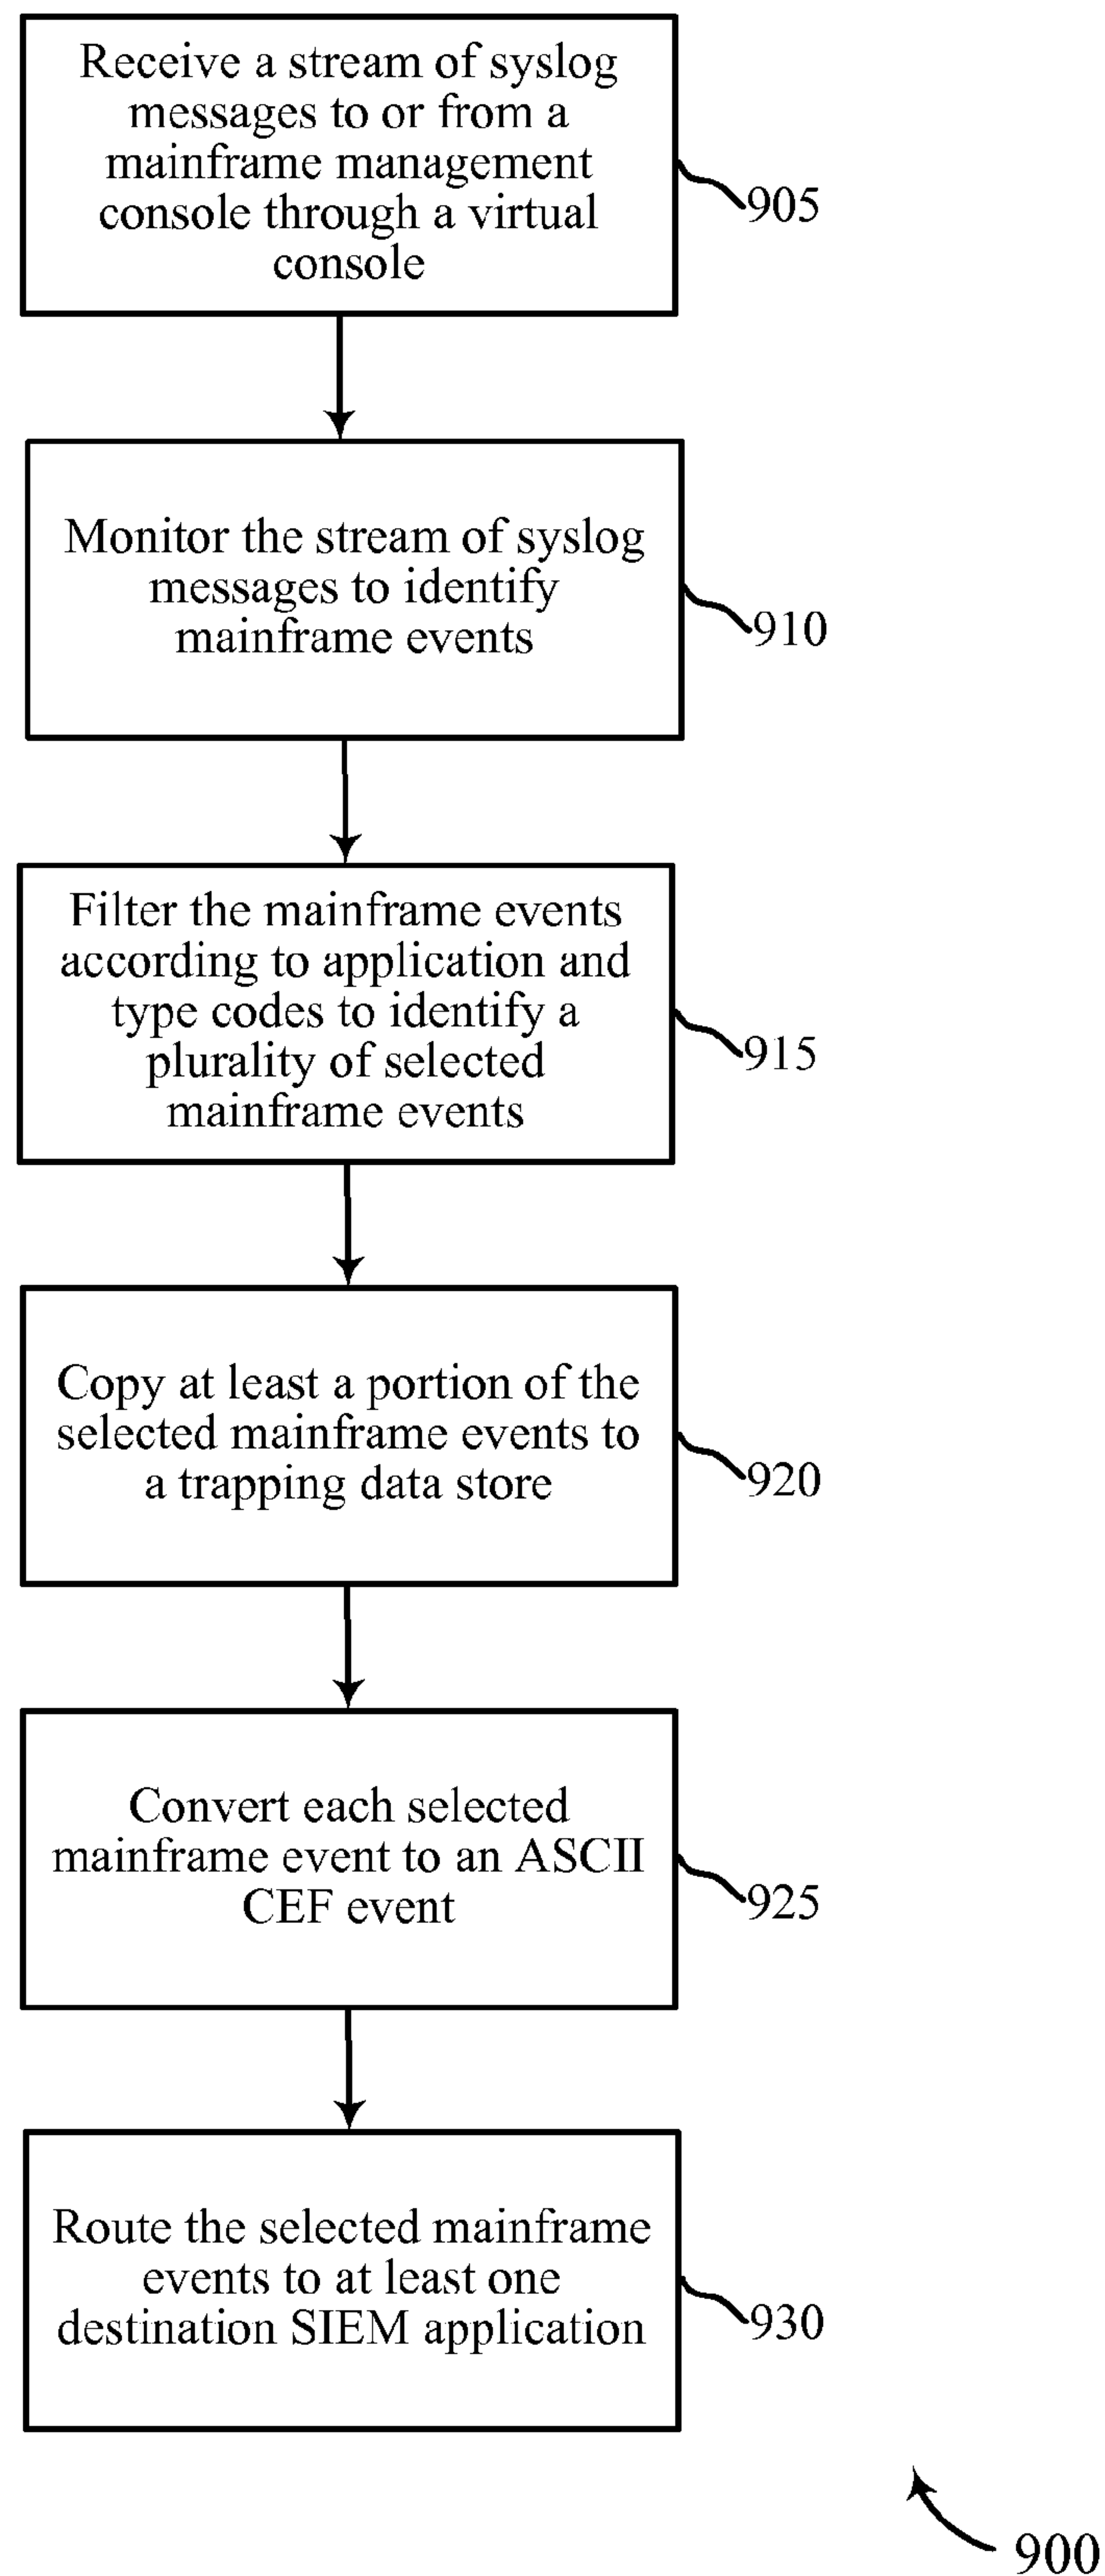 Receive a stream of syslog
messages to or from a
mainframe management
console through a virtual
console
905
Monitor the stream of syslog
messages to identify
mainframe events
910
Filter the mainframe events
according to application and
type codes to identify a
plurality of selected
mainframe events
915
Copy at least a portion of the
selected mainframe events to
a trapping data store
920
Convert each selected
mainframe event to an ASCII
CEF event
925
Route the selected mainframe
events to at least one
destination SIEM application
930
900